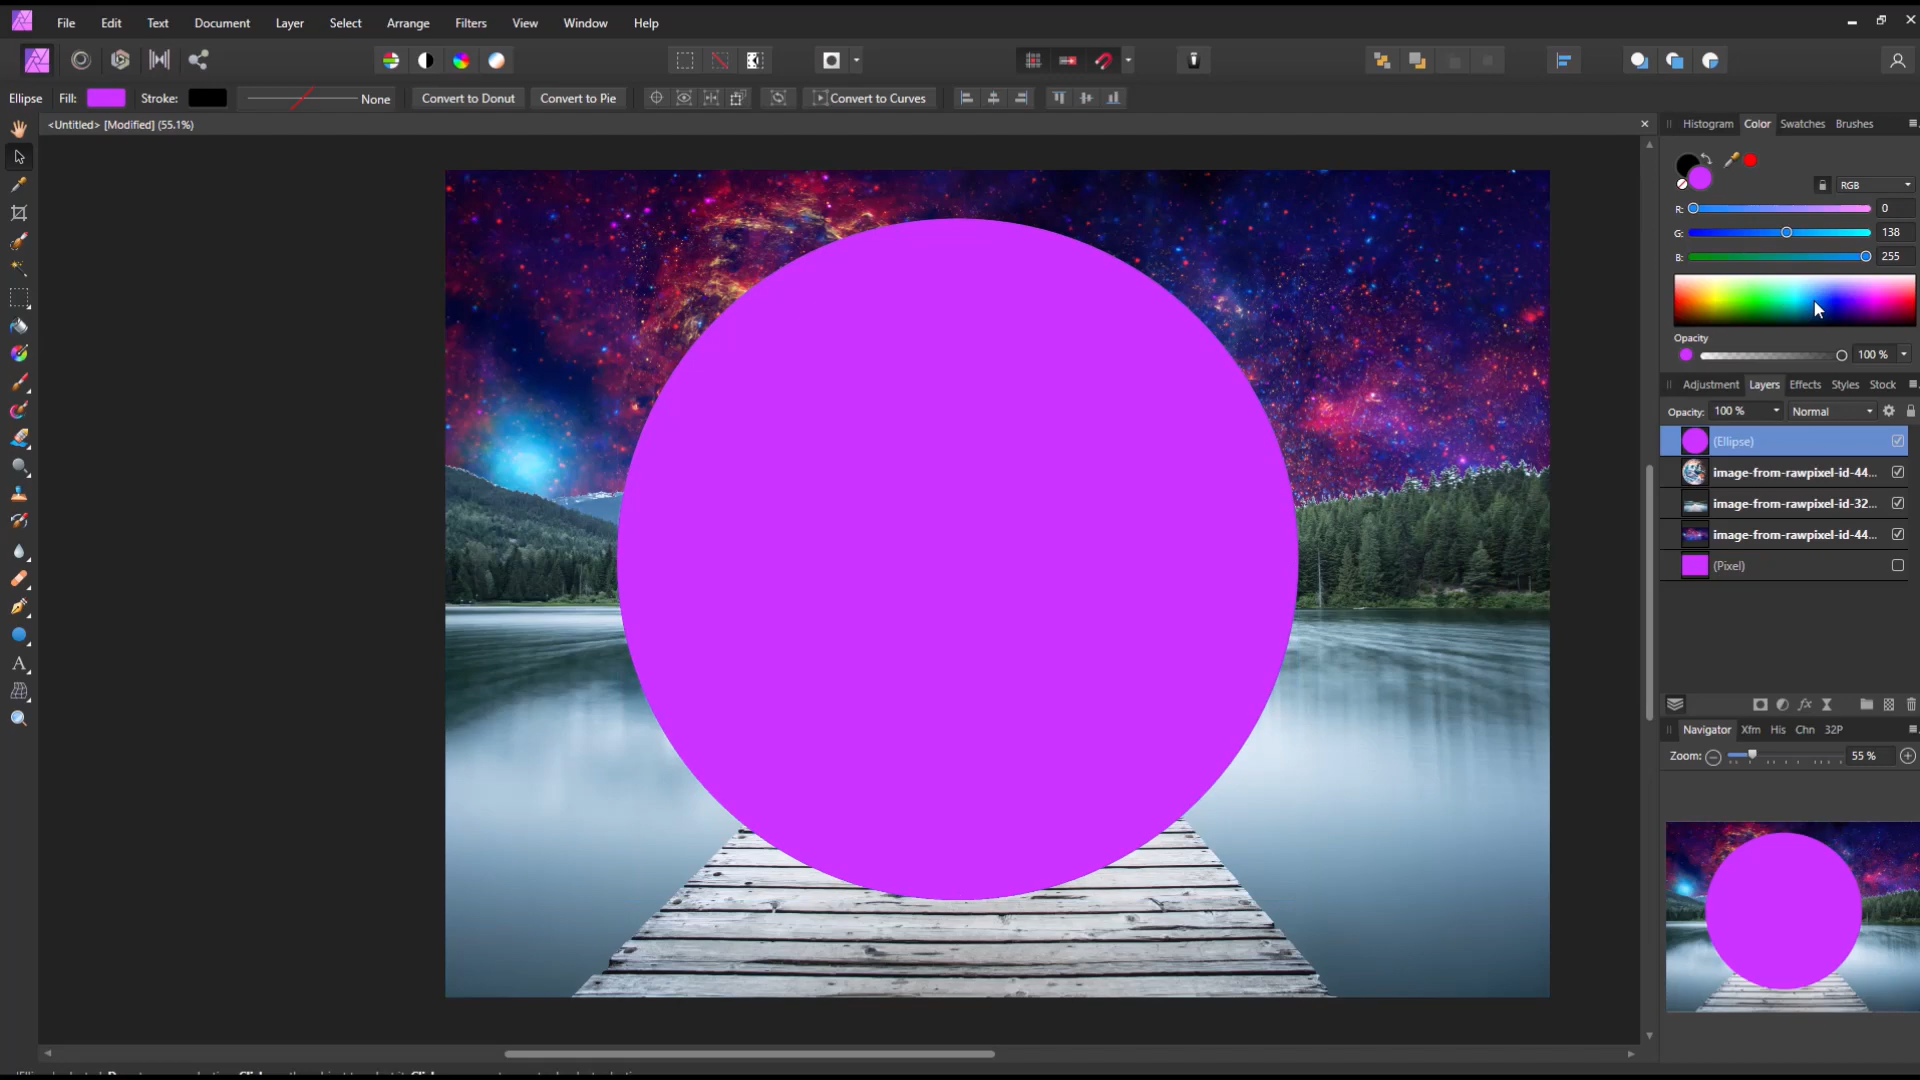 File Edit Text Document Layer Select Arrange Filters View Window Help
Ellipse Fill: Stroke: None Convert to Donut Convert to Pie Convert to Curves
<Untitled> [Modified] (55.1%)
Histogram Color Swatches Brushes
RGB
R: 0
G: 138
B: 255
Opacity
100 %
Adjustment Layers Effects Styles Stock
Opacity: 100 % Normal
(Ellipse)
image-from-rawpixel-id-44...
image-from-rawpixel-id-32...
image-from-rawpixel-id-44...
(Pixel)
Navigator Xfm His Chn 32P
Zoom: 55 %